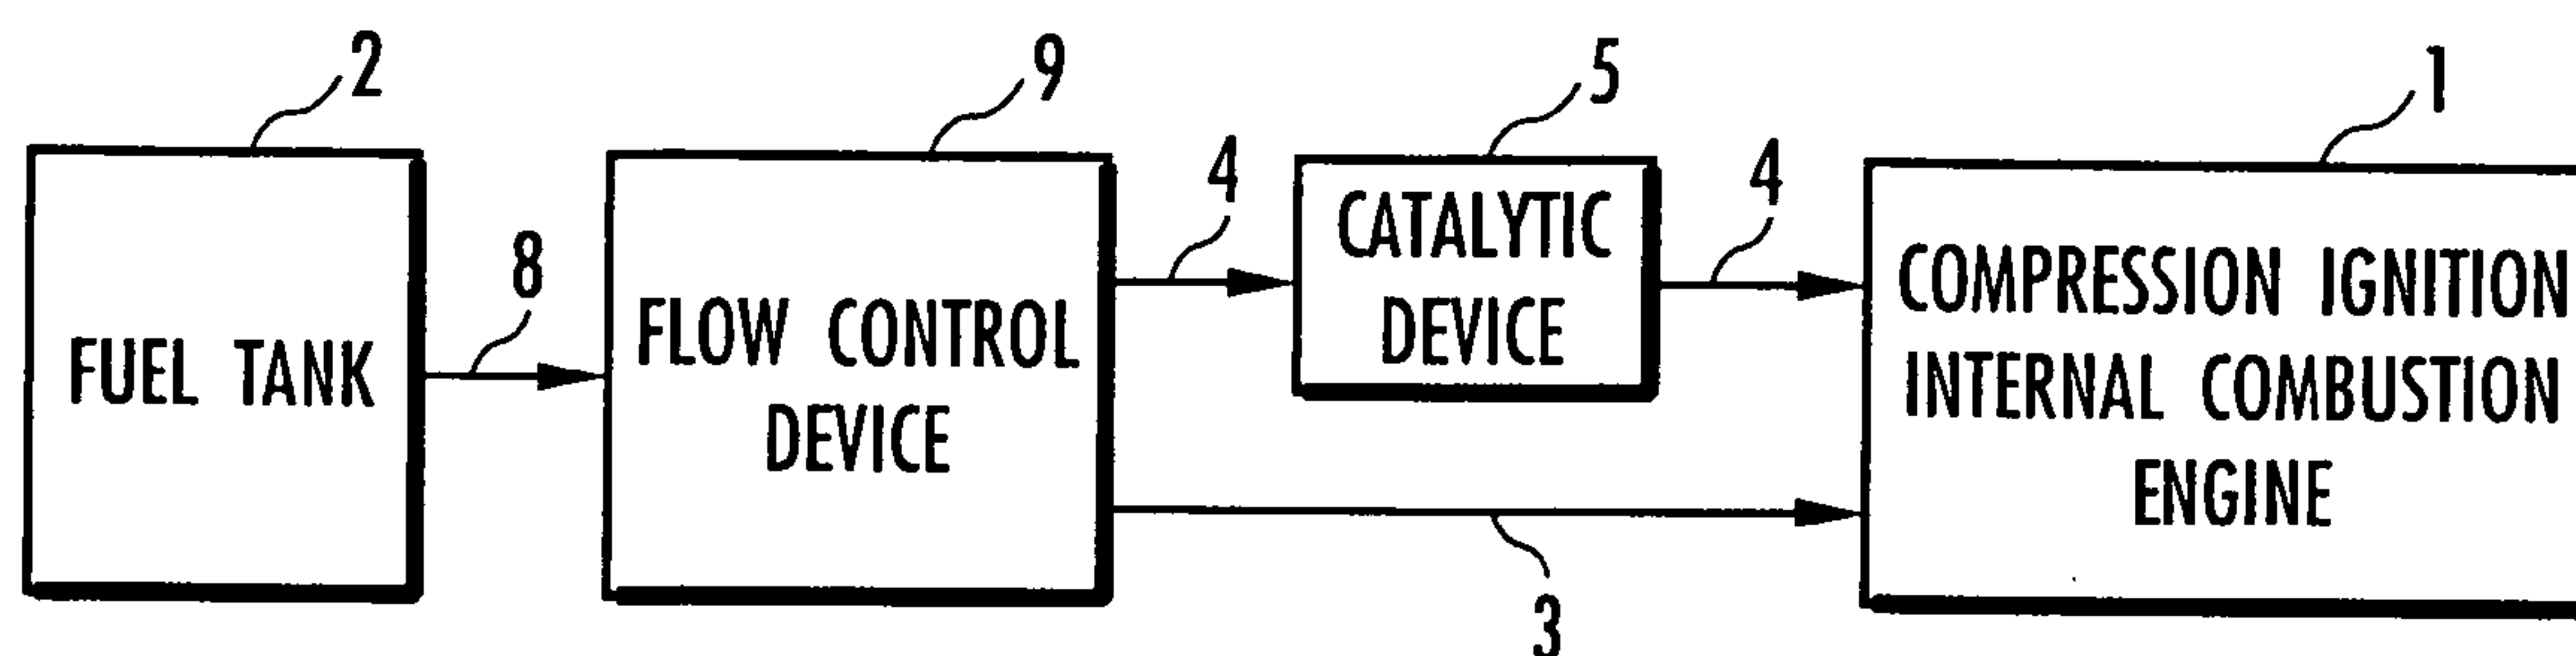 2
9
5
1
4
4
8
CATALYTIC
DEVICE
FUEL TANK
FLOW CONTROL
DEVICE
COMPRESSION IGNITION
INTERNAL COMBUSTION
ENGINE
3